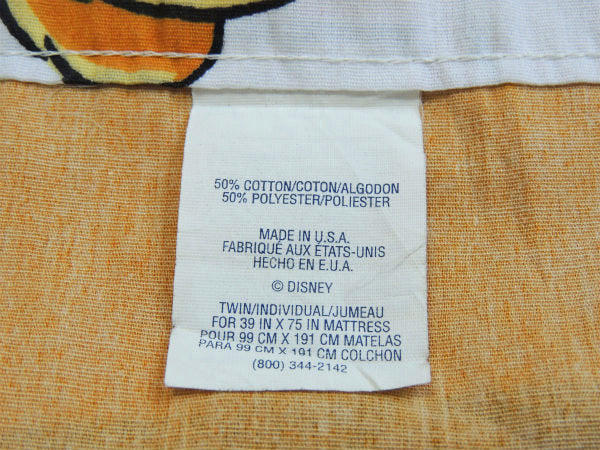 50% COTTON/COTON/ALGODON
50% POLYESTER/POLIESTER
MADE IN U.S.A.
FABRIQUÉ AUX ÉTATS-UNIS
HECHO EN E.U.A.
© DISNEY
TWIN/INDIVIDUAL/JUMEAU
FOR 39 IN X 75 IN MATTRESS
POUR 99 CM X 191 CM MATELAS
PARA 99 CM X 191 CM COLCHON
(800) 344-2142